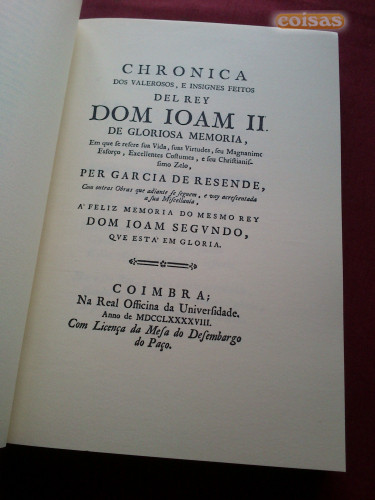 coisas
CHRONICA
DOS VALEROSOS, E INSIGNES FEITOS
DEL REY
DOM IOAM II.
DE GLORIOSA MEMORIA,
Em que ſe refere ſua Vida, ſuas Virtudes, ſeu Magnanimo
Esforço, Excellentes Coſtumes, e ſeu Chriſtianiſ-
ſimo Zelo,
PER GARCIA DE RESENDE,
Com outras Obras que adiante ſe ſeguem, e vay acreſentada
a ſua Miſcellania,
A' FELIZ MEMORIA DO MESMO REY
DOM IOAM SEGVNDO,
QVE ESTA' EM GLORIA.
COIMBRA;
Na Real Officina da Univerſidade.
Anno de MDCCLXXXXVIII.
Com Licença da Meſa do Deſembargo
do Paço.